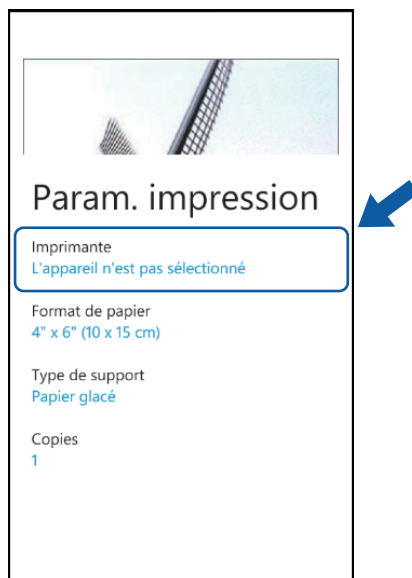 Param. impression
Imprimante
L'appareil n'est pas sélectionné
Format de papier
4" x 6" (10 x 15 cm)
Type de support
Papier glacé
Copies
1